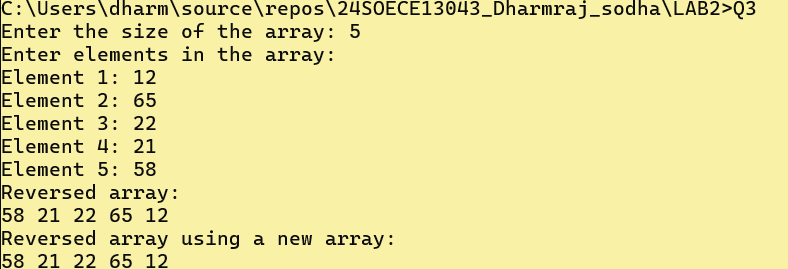 C:\Users\dharm\source\repos\24SOECE13043_Dharmraj_sodha\LAB2>Q3
Enter the size of the array: 5
Enter elements in the array:
Element 1: 12
Element 2: 65
Element 3: 22
Element 4: 21
Element 5: 58
Reversed array:
58 21 22 65 12
Reversed array using a new array:
58 21 22 65 12